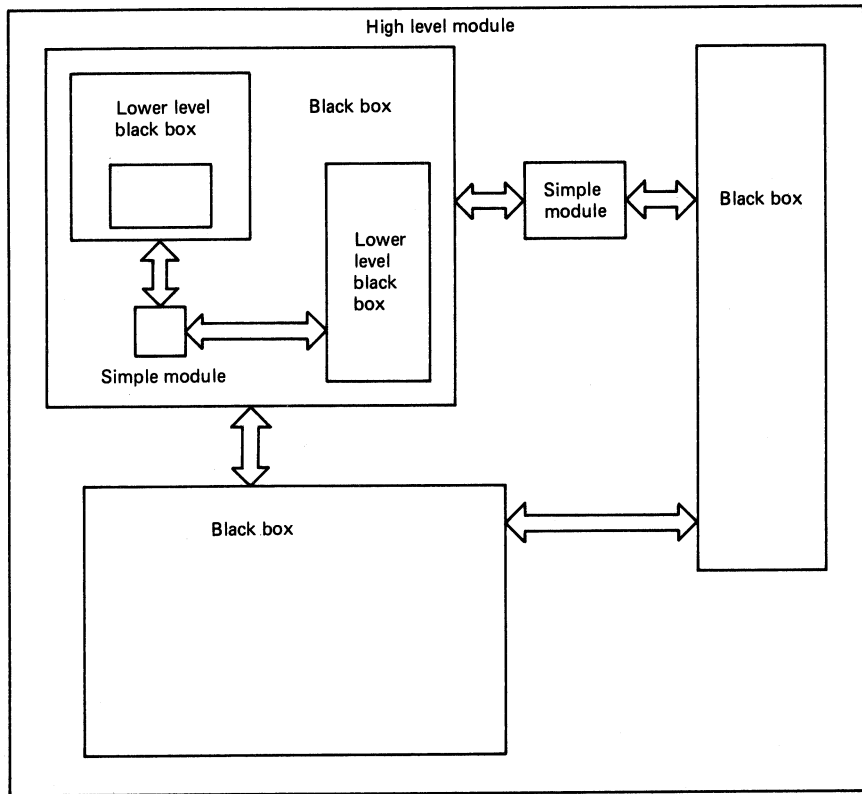 High level module
Lower level
black box
Black box
Simple
module
Black box
Lower
level
black
box
Simple module
Black box